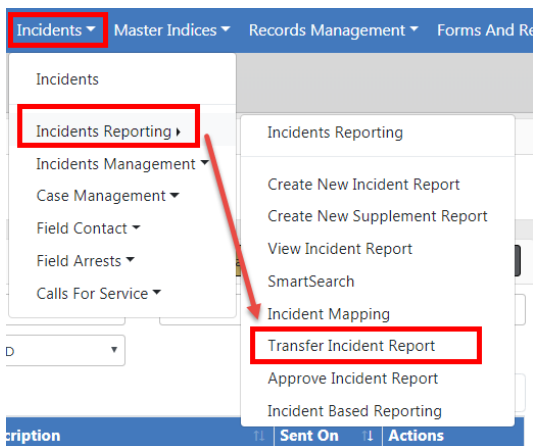 Incidents Master Indices Records Management Forms And Re
Incidents
Incidents Reporting
Incidents Management
Case Management
Field Contact
Field Arrests
Calls For Service
Incidents Reporting
Create New Incident Report
Create New Supplement Report
View Incident Report
SmartSearch
Incident Mapping
Transfer Incident Report
Approve Incident Report
Incident Based Reporting
D
cription Sent On Actions